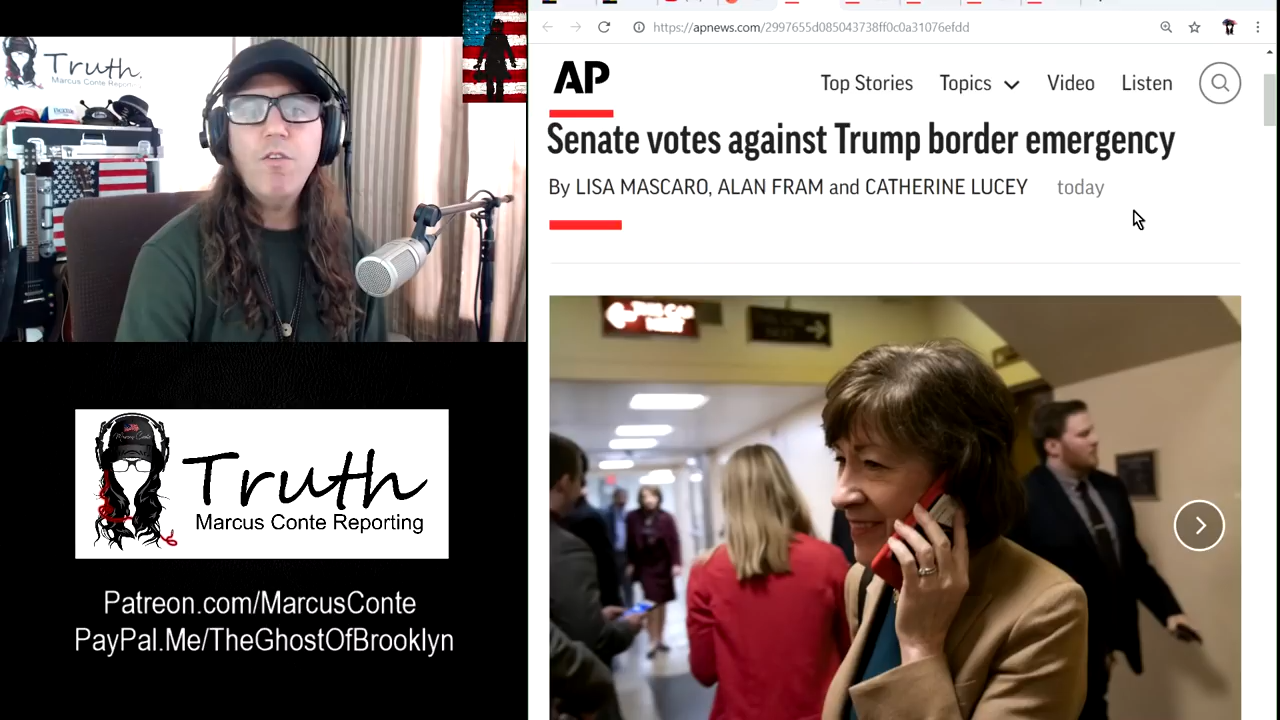 Truth.
Marcus Conte Reporting
Truth
Marcus Conte Reporting
Patreon.com/MarcusConte
PayPal.Me/TheGhostOfBrooklyn
https://apnews.com/2997655d085043738ff0c0a31076efdd
AP
Top Stories
Topics
Video
Listen
Senate votes against Trump border emergency
By LISA MASCARO, ALAN FRAM and CATHERINE LUCEY today